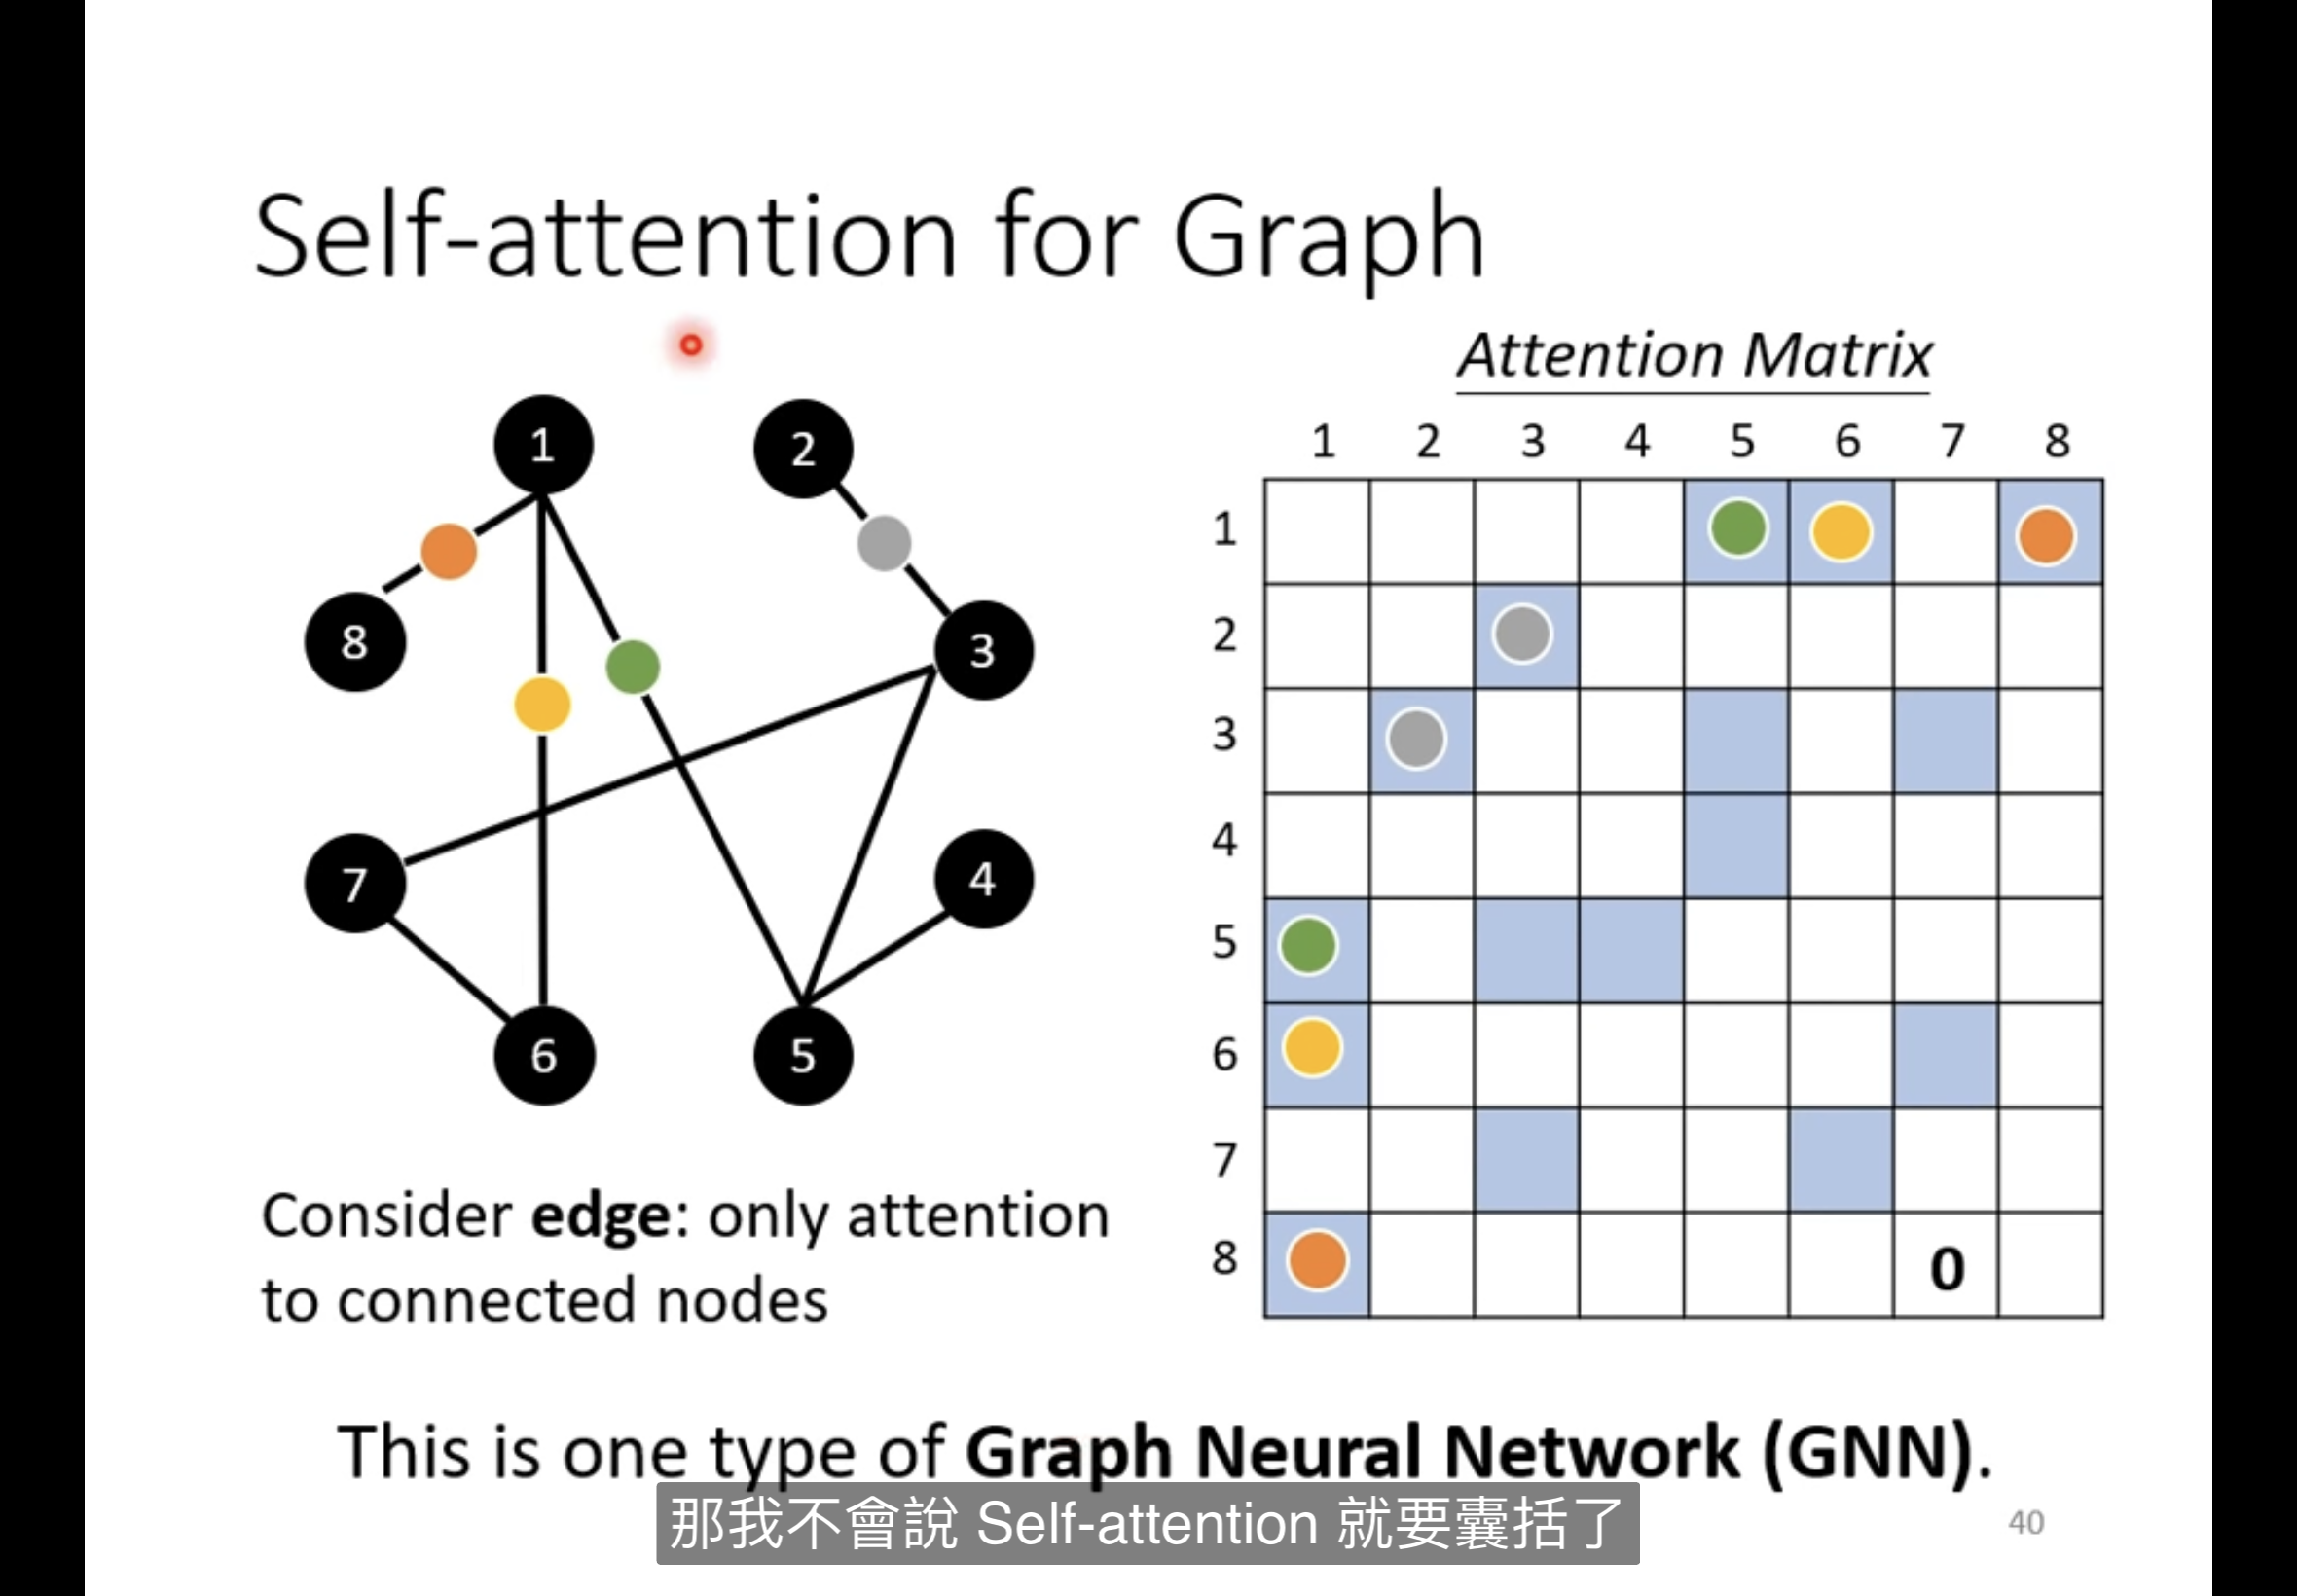 Self-attention for Graph
Attention Matrix
1 2 3 4 5 6 7 8
1
2
3
4
5
6
7
8 0
1
2
8
3
7
4
6
5
Consider edge: only attention
to connected nodes
This is one type of Graph Neural Network (GNN).
那我不會說 Self-attention 就要囊括了
40